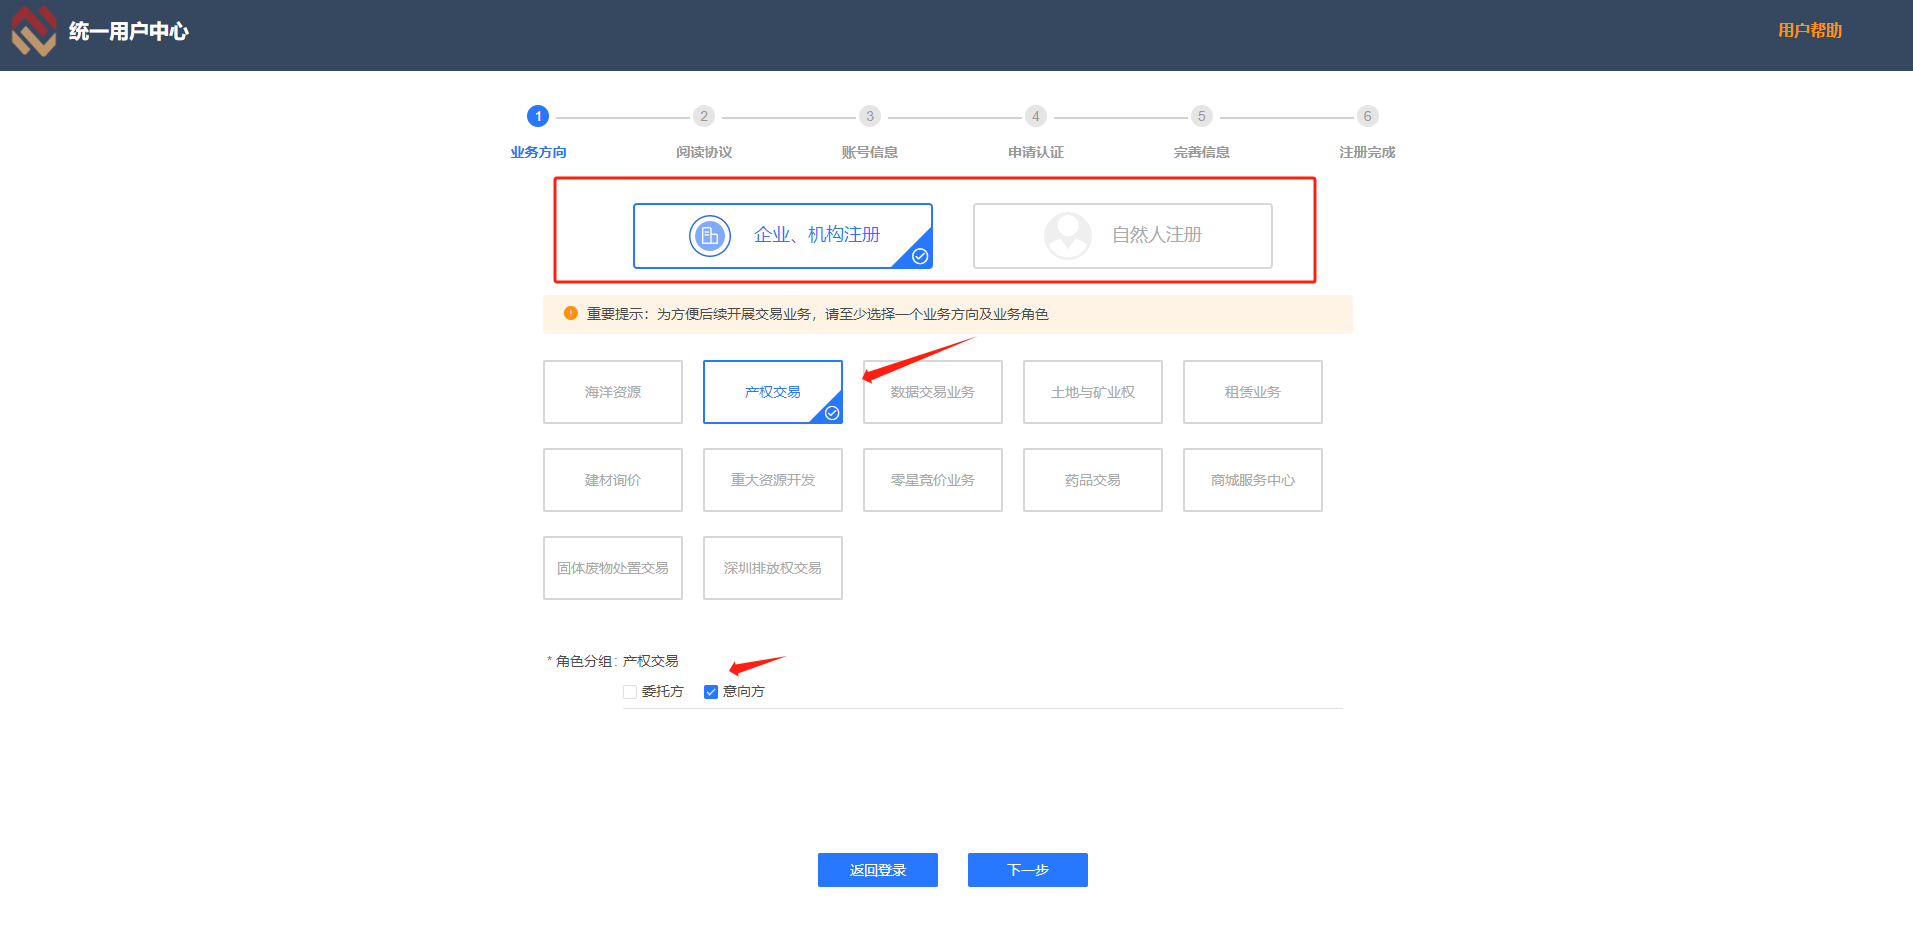 统一用户中心
用户帮助
1 2 3 4 5 6
业务方向 阅读协议 账号信息 申请认证 完善信息 注册完成
企业、机构注册 自然人注册
重要提示：为方便后续开展交易业务，请至少选择一个业务方向及业务角色
海洋资源 产权交易 数据交易业务 土地与矿业权 租赁业务
建材询价 重大资源开发 零星竞价业务 药品交易 商城服务中心
固体废物处置交易 深圳排放权交易
* 角色分组: 产权交易
委托方 意向方
返回登录 下一步